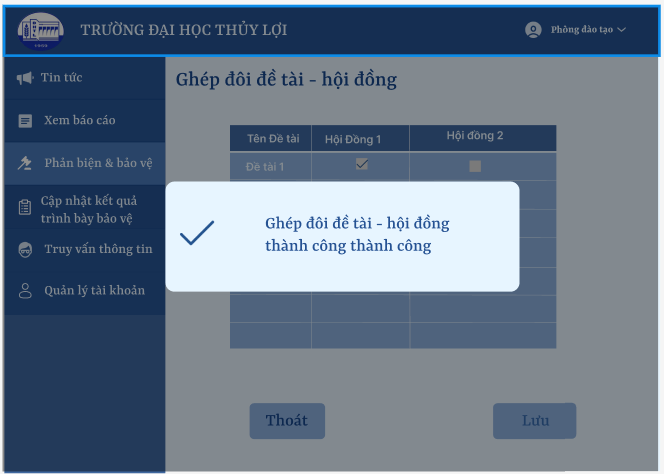 TRƯỜNG ĐẠI HỌC THỦY LỢI
Phòng đào tạo
Tin tức
Xem báo cáo
Phản biện & bảo vệ
Cập nhật kết quả
trình bày bảo vệ
Truy vấn thông tin
Quản lý tài khoản
Ghép đôi đề tài - hội đồng
Tên Đề tài Hội Đồng 1 Hội đồng 2
Đề tài 1
Ghép đôi đề tài - hội đồng
thành công thành công
Thoát Lưu